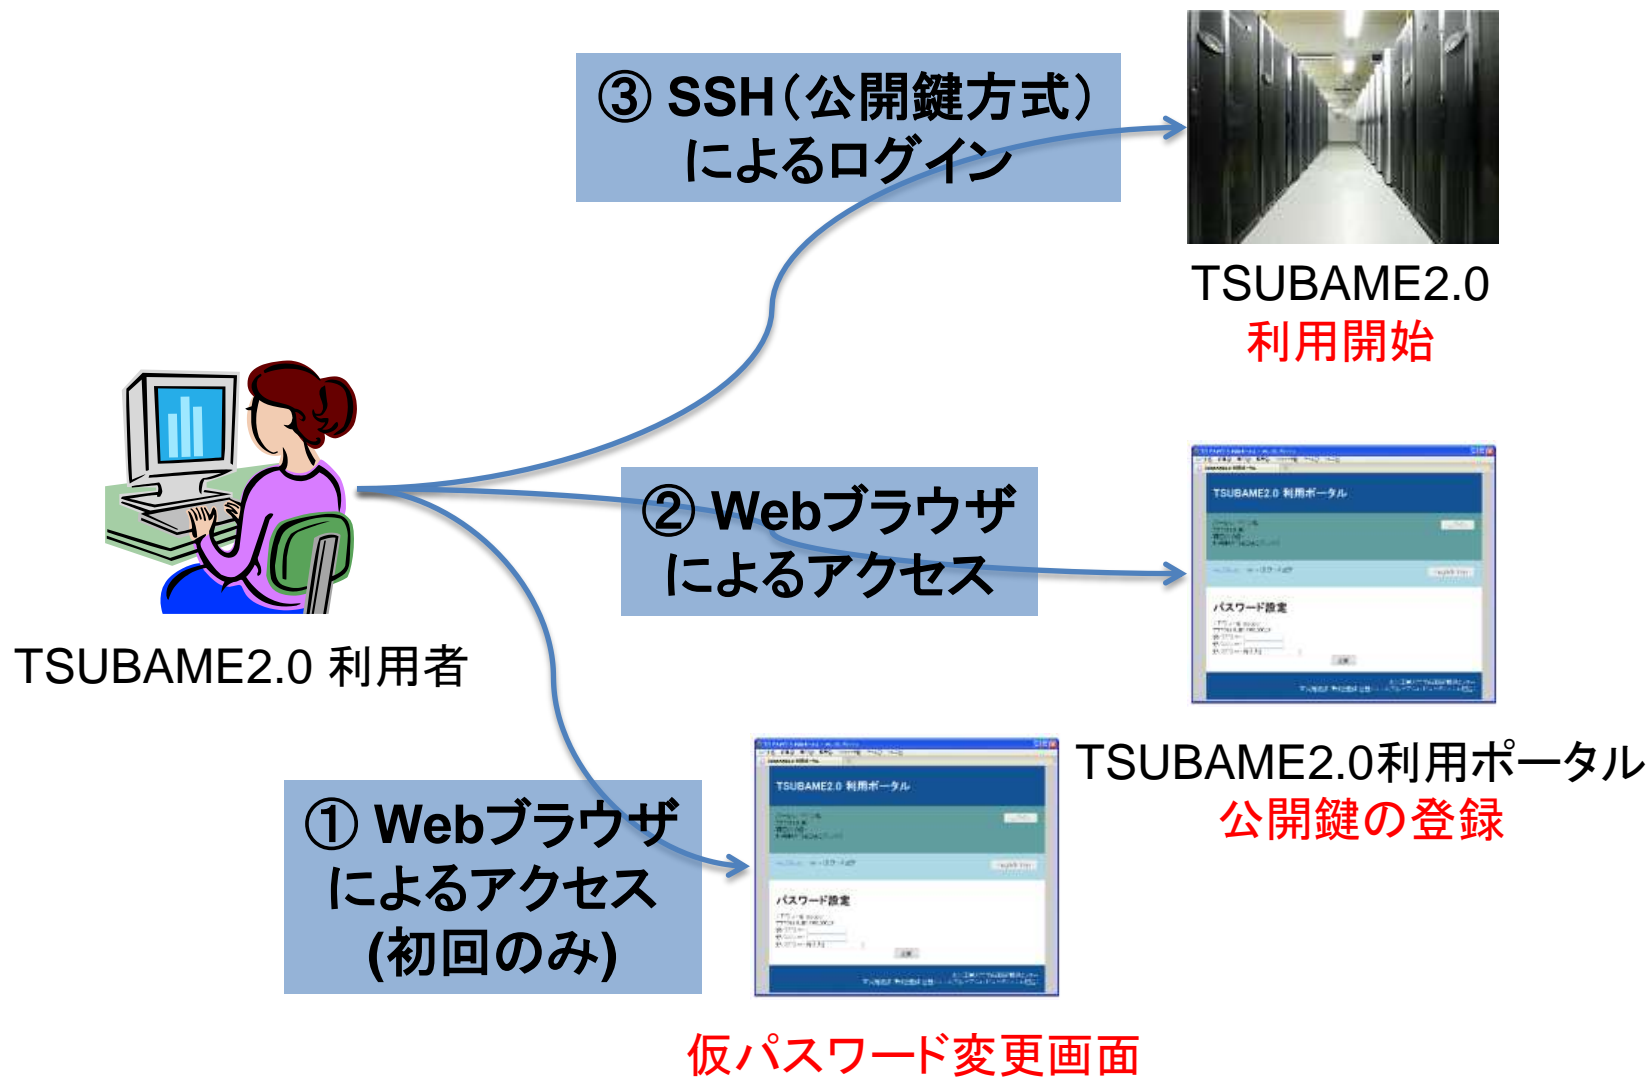 ③ SSH(公開鍵方式)
によるログイン
TSUBAME2.0
利用開始
② Webブラウザ
によるアクセス
TSUBAME2.0 利用ポータル
パスワード設定
TSUBAME2.0 利用者
TSUBAME2.0利用ポータル
公開鍵の登録
① Webブラウザ
によるアクセス
(初回のみ)
TSUBAME2.0 利用ポータル
パスワード設定
仮パスワード変更画面